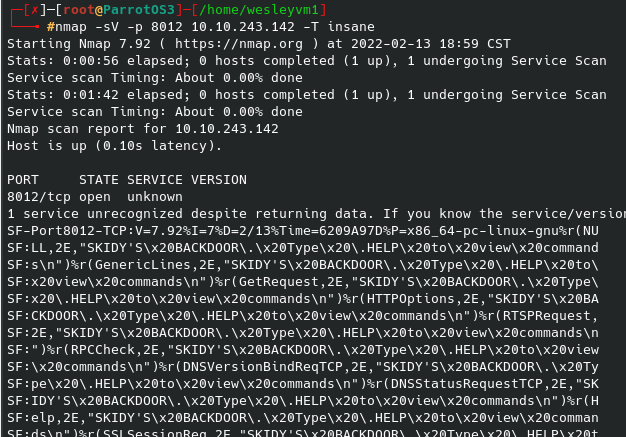 ┌─[✗]─[root@ParrotOS3]─[/home/wesleyvm1]
└──╼ #nmap -sV -p 8012 10.10.243.142 -T insane
Starting Nmap 7.92 ( https://nmap.org ) at 2022-02-13 18:59 CST
Stats: 0:00:56 elapsed; 0 hosts completed (1 up), 1 undergoing Service Scan
Service scan Timing: About 0.00% done
Stats: 0:01:42 elapsed; 0 hosts completed (1 up), 1 undergoing Service Scan
Service scan Timing: About 0.00% done
Nmap scan report for 10.10.243.142
Host is up (0.10s latency).
PORT     STATE SERVICE VERSION
8012/tcp open  unknown
1 service unrecognized despite returning data. If you know the service/version
SF-Port8012-TCP:V=7.92%I=7%D=2/13%Time=6209A97D%P=x86_64-pc-linux-gnu%r(NU
SF:LL,2E,"SKIDY'S\x20BACKDOOR\.\x20Type\x20\.HELP\x20to\x20view\x20command
SF:s\n")%r(GenericLines,2E,"SKIDY'S\x20BACKDOOR\.\x20Type\x20\.HELP\x20to\
SF:x20view\x20commands\n")%r(GetRequest,2E,"SKIDY'S\x20BACKDOOR\.\x20Type\
SF:x20\.HELP\x20to\x20view\x20commands\n")%r(HTTPOptions,2E,"SKIDY'S\x20BA
SF:CKDOOR\.\x20Type\x20\.HELP\x20to\x20view\x20commands\n")%r(RTSPRequest,
SF:2E,"SKIDY'S\x20BACKDOOR\.\x20Type\x20\.HELP\x20to\x20view\x20commands\n
SF:")%r(RPCCheck,2E,"SKIDY'S\x20BACKDOOR\.\x20Type\x20\.HELP\x20to\x20view
SF:\x20commands\n")%r(DNSVersionBindReqTCP,2E,"SKIDY'S\x20BACKDOOR\.\x20Ty
SF:pe\x20\.HELP\x20to\x20view\x20commands\n")%r(DNSStatusRequestTCP,2E,"SK
SF:IDY'S\x20BACKDOOR\.\x20Type\x20\.HELP\x20to\x20view\x20commands\n")%r(H
SF:elp,2E,"SKIDY'S\x20BACKDOOR\.\x20Type\x20\.HELP\x20to\x20view\x20comman
SF:ds\n")%r(SSLSessionReq,2E,"SKIDY'S\x20BACKDOOR\.\x20Type\x20\.HELP\x20t